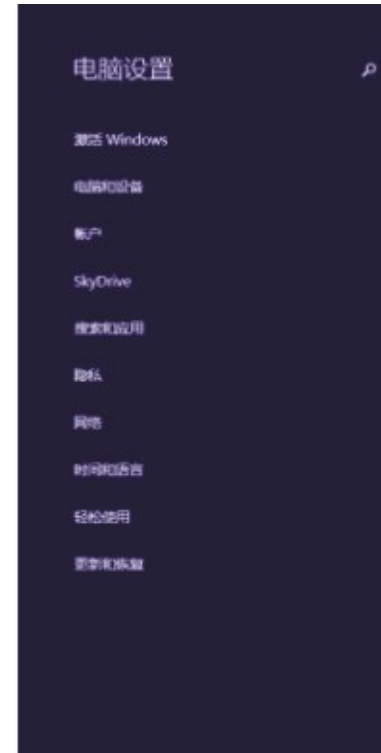 电脑设置
激活 Windows
电脑和设备
帐户
SkyDrive
搜索和应用
隐私
网络
时间和语言
轻松使用
更新和恢复